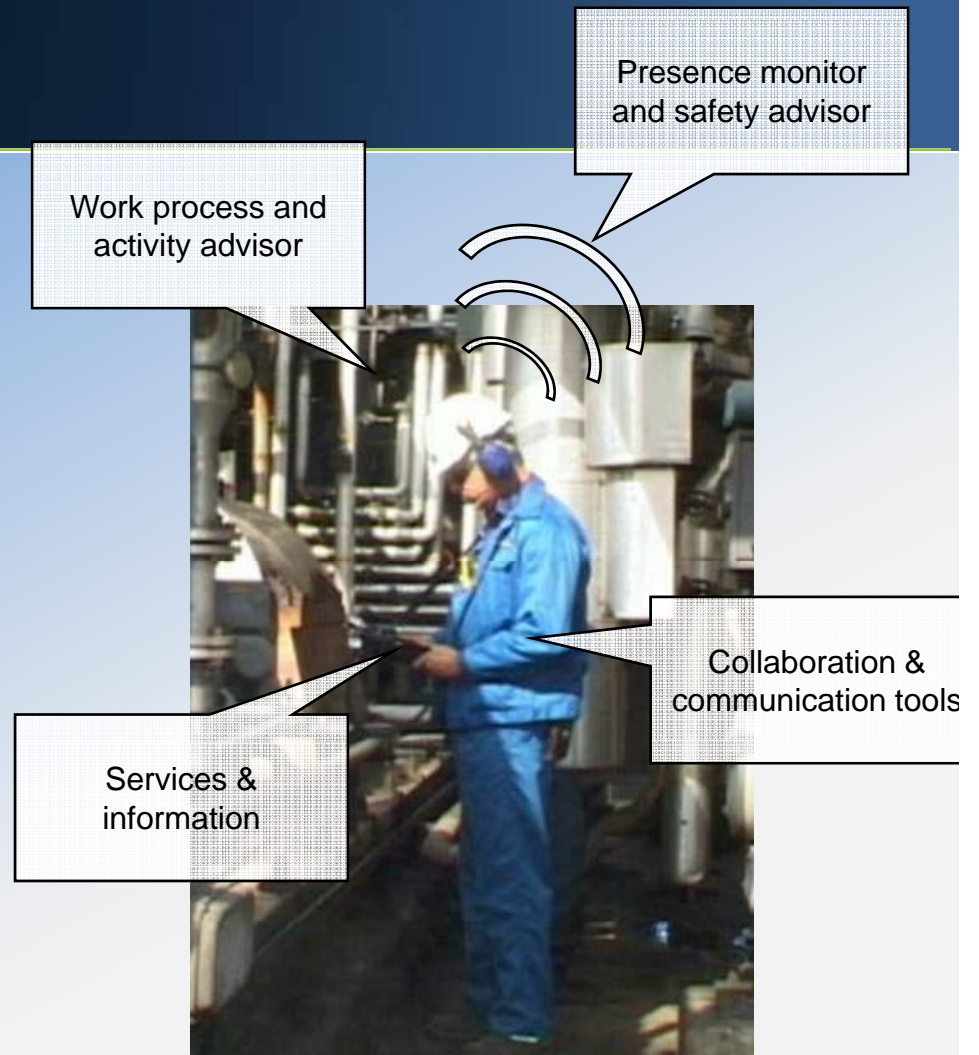 Presence monitor
and safety advisor
Work process and
activity advisor
Collaboration &
communication tools
Services &
information